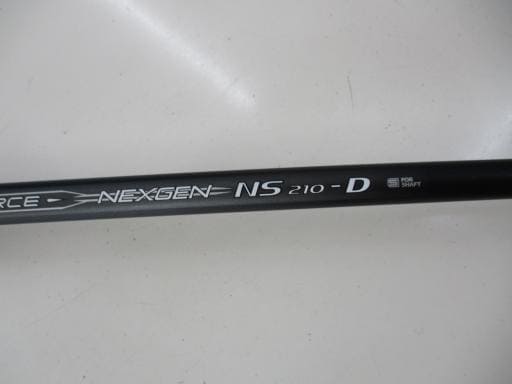 RCE NEXGEN NS 210-D FOR SHAFT